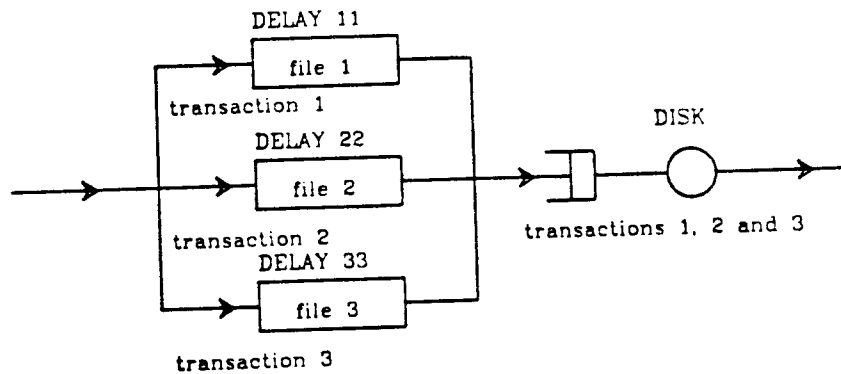 DELAY 11
file 1
transaction 1
DISK
DELAY 22
file 2
transactions 1, 2 and 3
transaction 2
DELAY 33
file 3
transaction 3